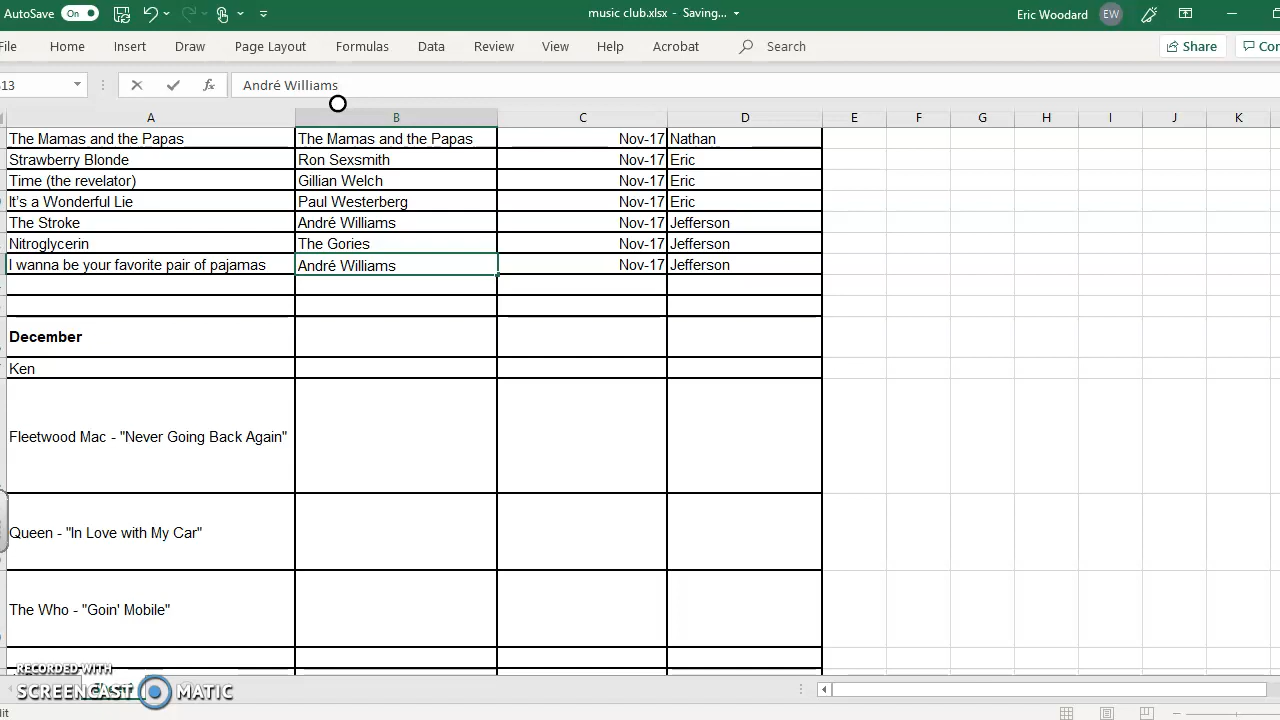 AutoSave On music club.xlsx - Saving... Eric Woodard EW
File Home Insert Draw Page Layout Formulas Data Review View Help Acrobat Search Share Con
13 fx André Williams
A B C D E F G H I J K
The Mamas and the Papas The Mamas and the Papas Nov-17 Nathan
Strawberry Blonde Ron Sexsmith Nov-17 Eric
Time (the revelator) Gillian Welch Nov-17 Eric
It's a Wonderful Lie Paul Westerberg Nov-17 Eric
The Stroke André Williams Nov-17 Jefferson
Nitroglycerin The Gories Nov-17 Jefferson
I wanna be your favorite pair of pajamas André Williams Nov-17 Jefferson
December
Ken
Fleetwood Mac - "Never Going Back Again"
Queen - "In Love with My Car"
The Who - "Goin' Mobile"
RECORDED WITH
SCREENCAST MATIC